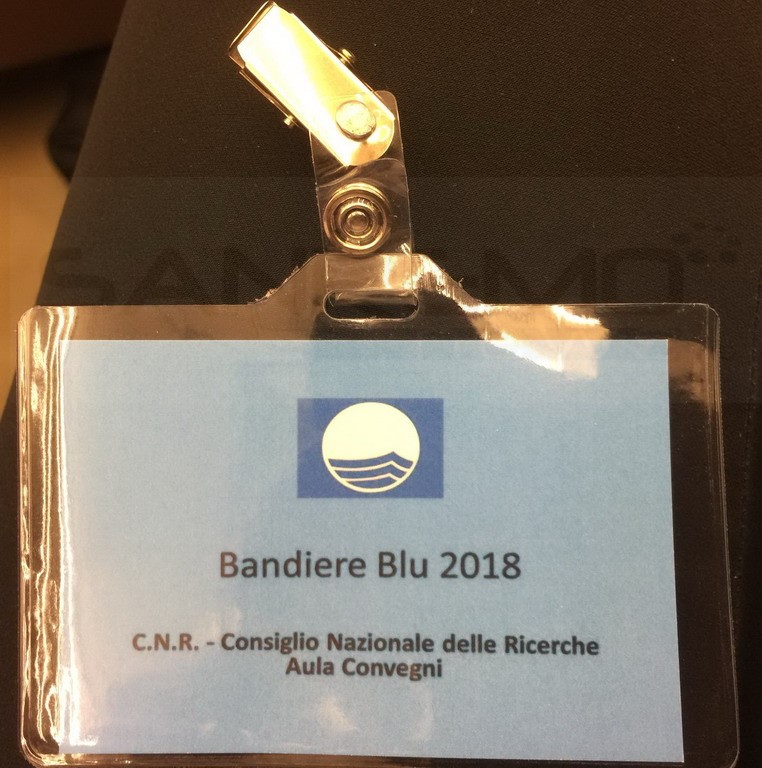 Bandiere Blu 2018
C.N.R. - Consiglio Nazionale delle Ricerche
Aula Convegni